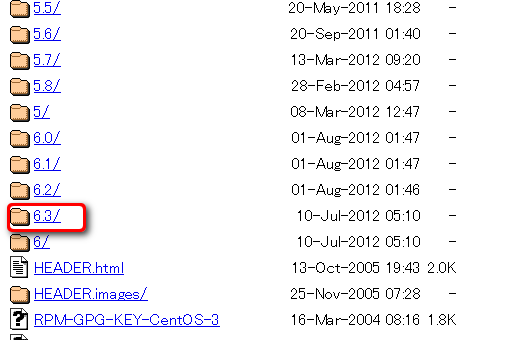 5.5/ 20-May-2011 18:28 -
5.6/ 20-Sep-2011 01:40 -
5.7/ 13-Mar-2012 09:20 -
5.8/ 28-Feb-2012 04:57 -
5/ 08-Mar-2012 12:47 -
6.0/ 01-Aug-2012 01:47 -
6.1/ 01-Aug-2012 01:47 -
6.2/ 01-Aug-2012 01:46 -
6.3/ 10-Jul-2012 05:10 -
6/ 10-Jul-2012 05:10 -
HEADER.html 13-Oct-2005 19:43 2.0K
HEADER.images/ 25-Nov-2005 07:28 -
RPM-GPG-KEY-CentOS-3 16-Mar-2004 08:16 1.8K